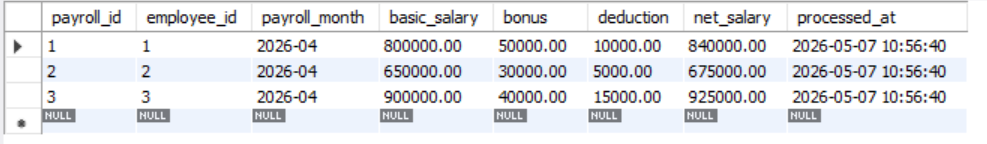 payroll_id employee_id payroll_month basic_salary bonus deduction net_salary processed_at
1 1 2026-04 800000.00 50000.00 10000.00 840000.00 2026-05-07 10:56:40
2 2 2026-04 650000.00 30000.00 5000.00 675000.00 2026-05-07 10:56:40
3 3 2026-04 900000.00 40000.00 15000.00 925000.00 2026-05-07 10:56:40
NULL NULL NULL NULL NULL NULL NULL NULL